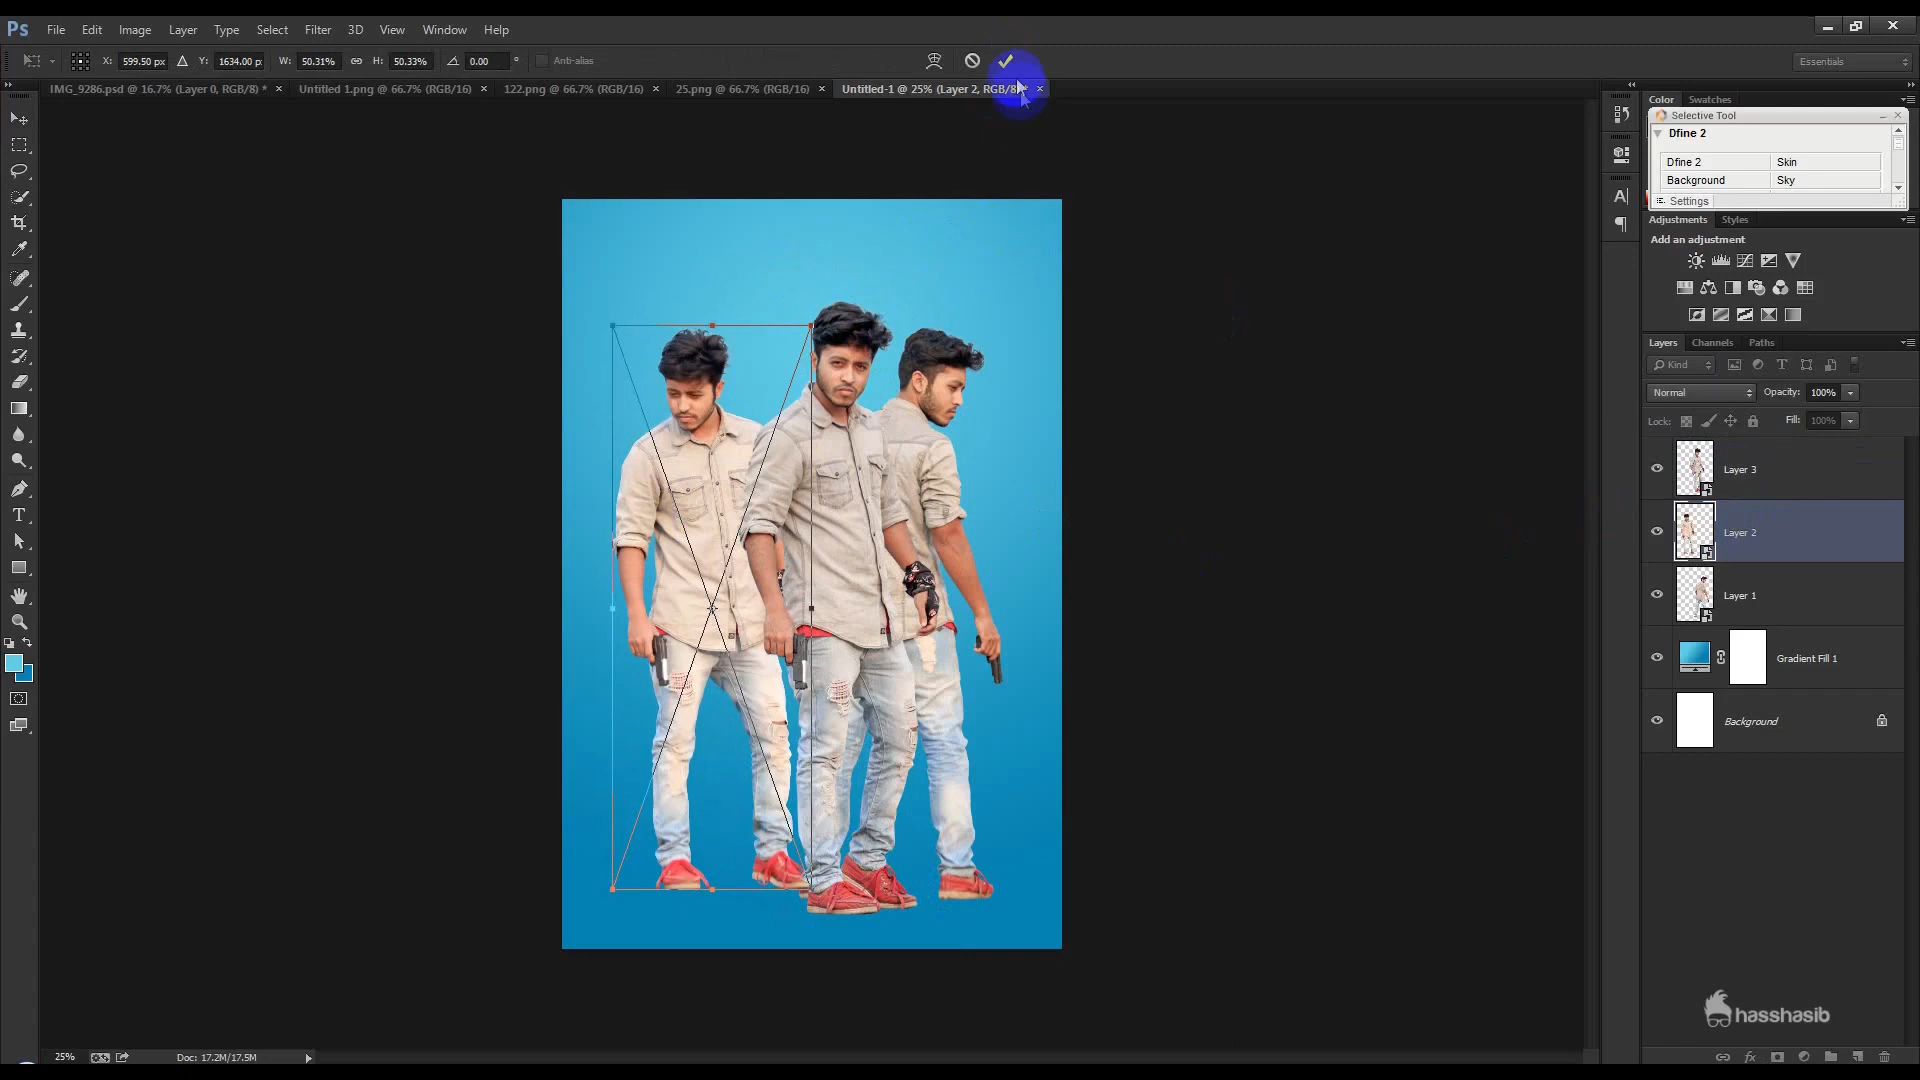 Ps File Edit Image Layer Type Select Filter 3D View Window Help
X: 599.50 px Y: 1634.00 px W: 50.31% H: 50.33% 0.00 ° Anti-alias Essentials
IMG_9286.psd @ 16.7% (Layer 0, RGB/8) * × Untitled 1.png @ 66.7% (RGB/16) × 122.png @ 66.7% (RGB/16) × 25.png @ 66.7% (RGB/16) × Untitled-1 @ 25% (Layer 2, RGB/8) * ×
Color Swatches
Selective Tool
Dfine 2
Dfine 2 Skin
Background Sky
Settings
Adjustments Styles
Add an adjustment
Layers Channels Paths
Kind
Normal Opacity: 100%
Lock: Fill: 100%
Layer 3
Layer 2
Layer 1
Gradient Fill 1
Background
hasshasib
25% Doc: 17.2M/17.5M